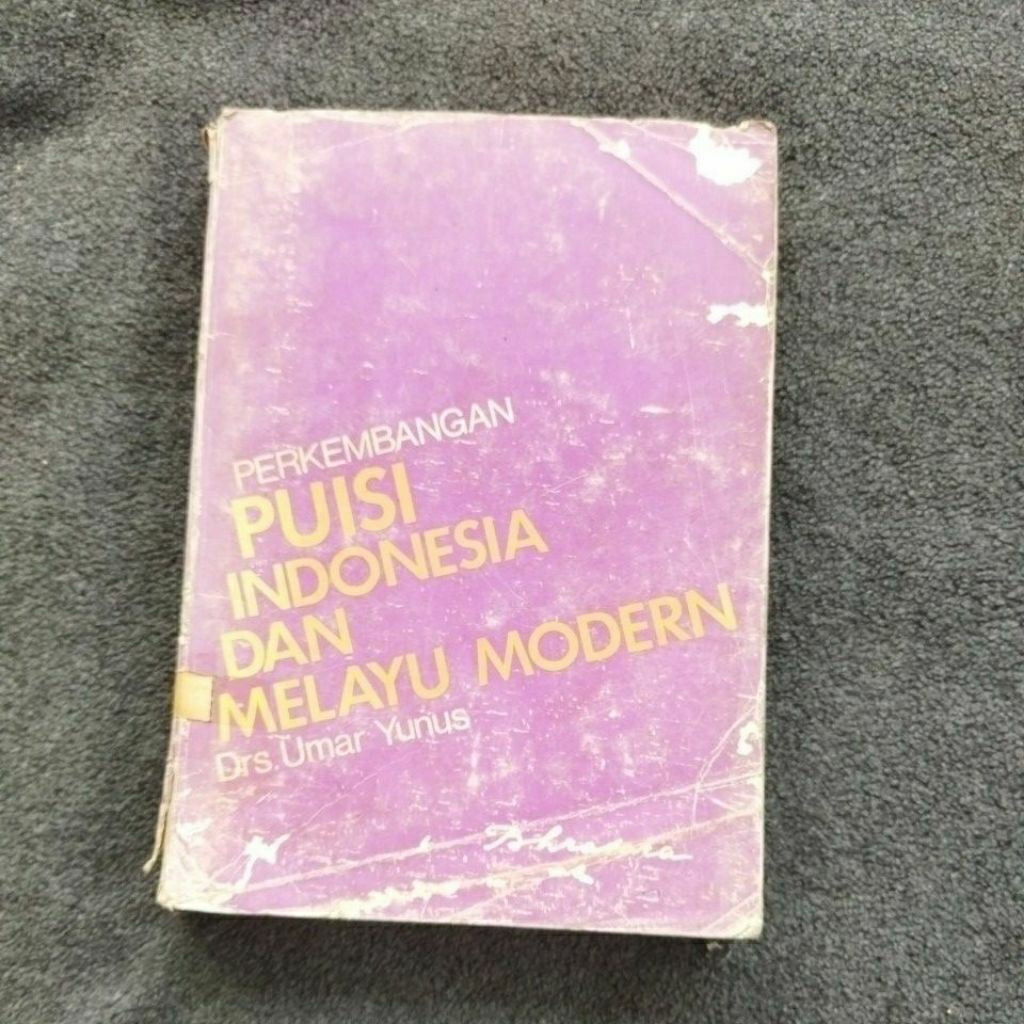 PERKEMBANGAN
PUISI
INDONESIA
DAN
MELAYU MODERN
Drs. Umar Yunus